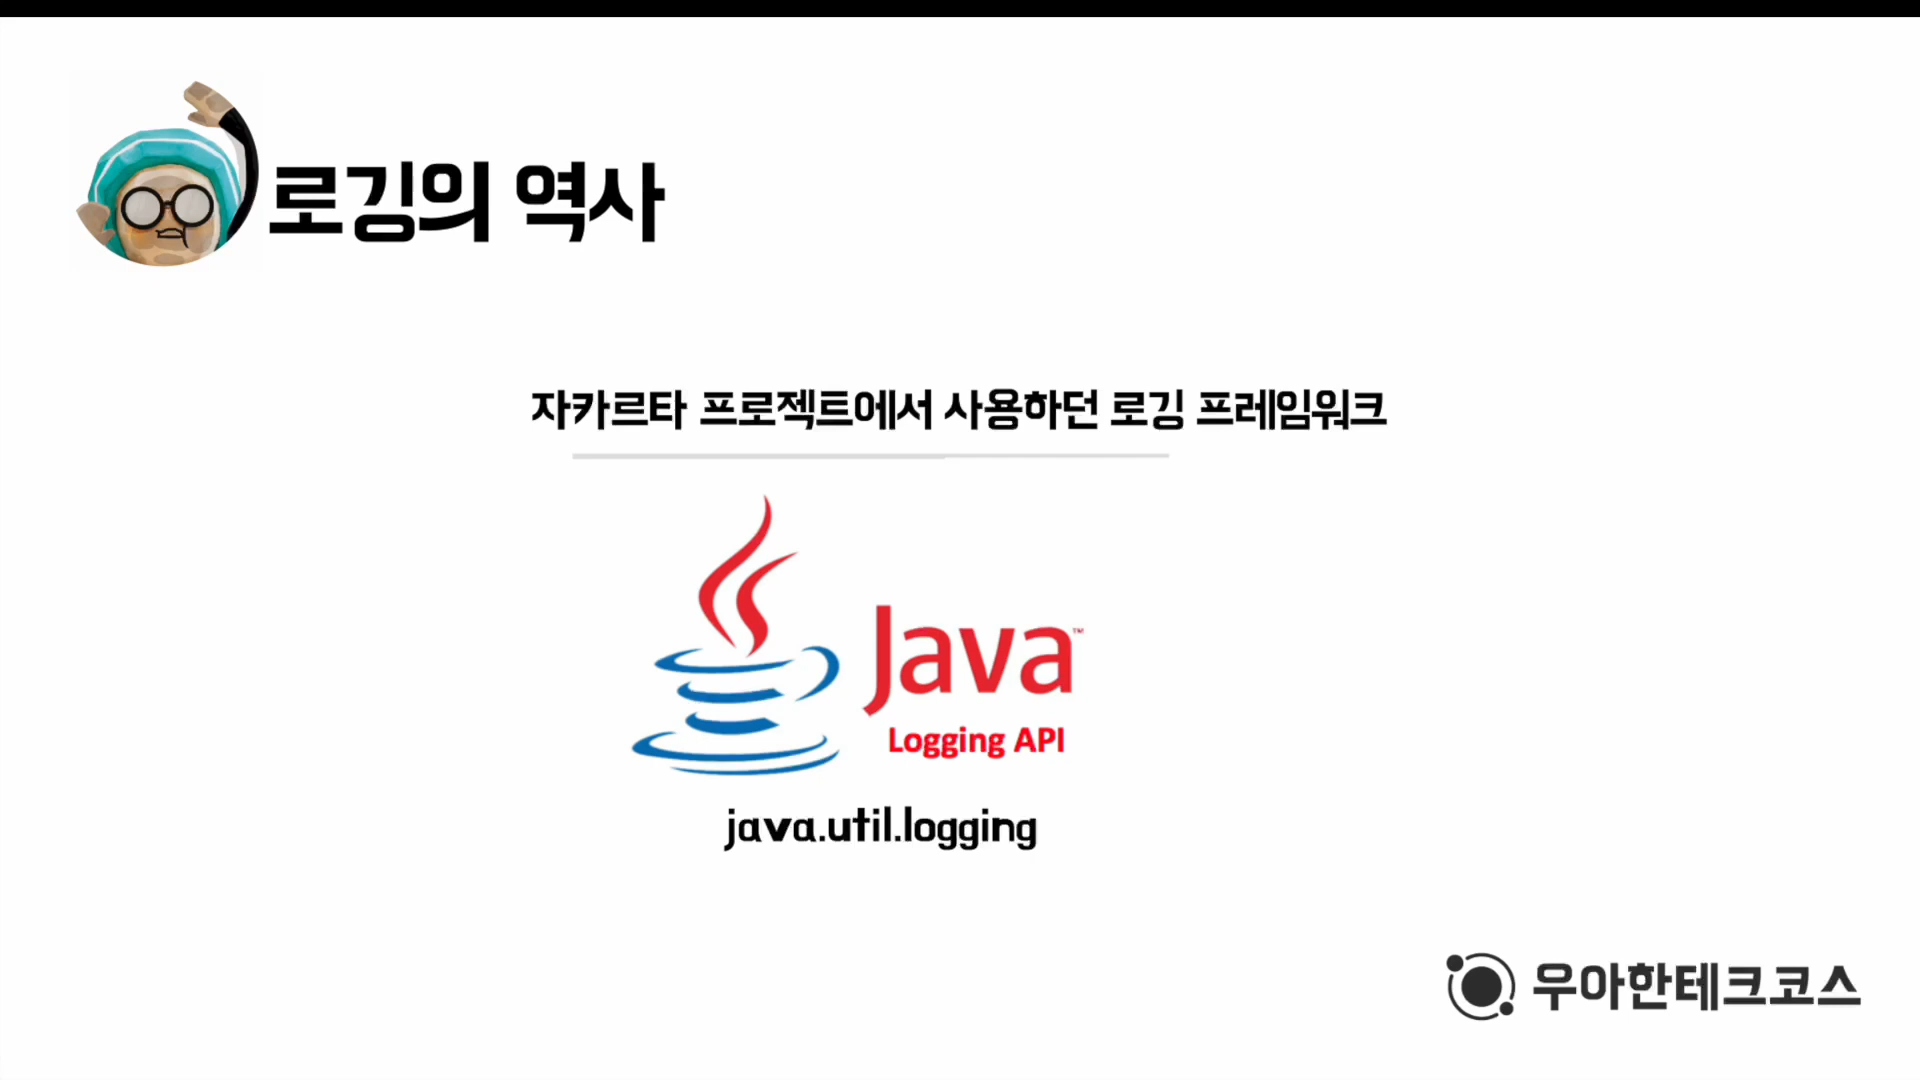 로깅의 역사
자카르타 프로젝트에서 사용하던 로깅 프레임워크
Java™
Logging API
java.util.logging
우아한테크코스